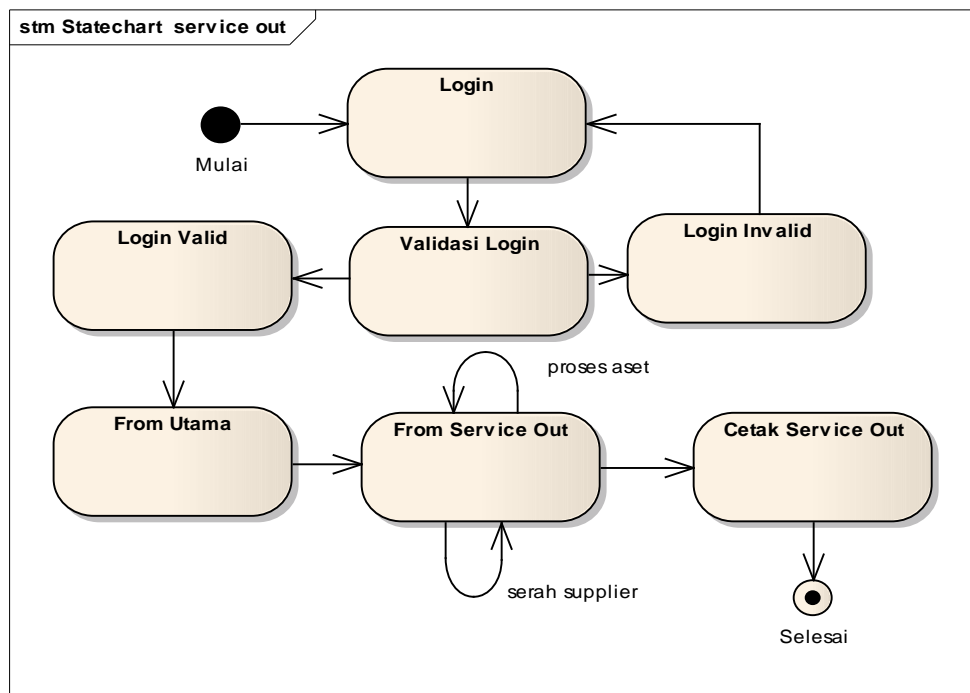 stm Statechart service out
Login
Mulai
Login Valid
Validasi Login
Login Invalid
proses aset
From Utama
From Service Out
Cetak Service Out
serah supplier
Selesai